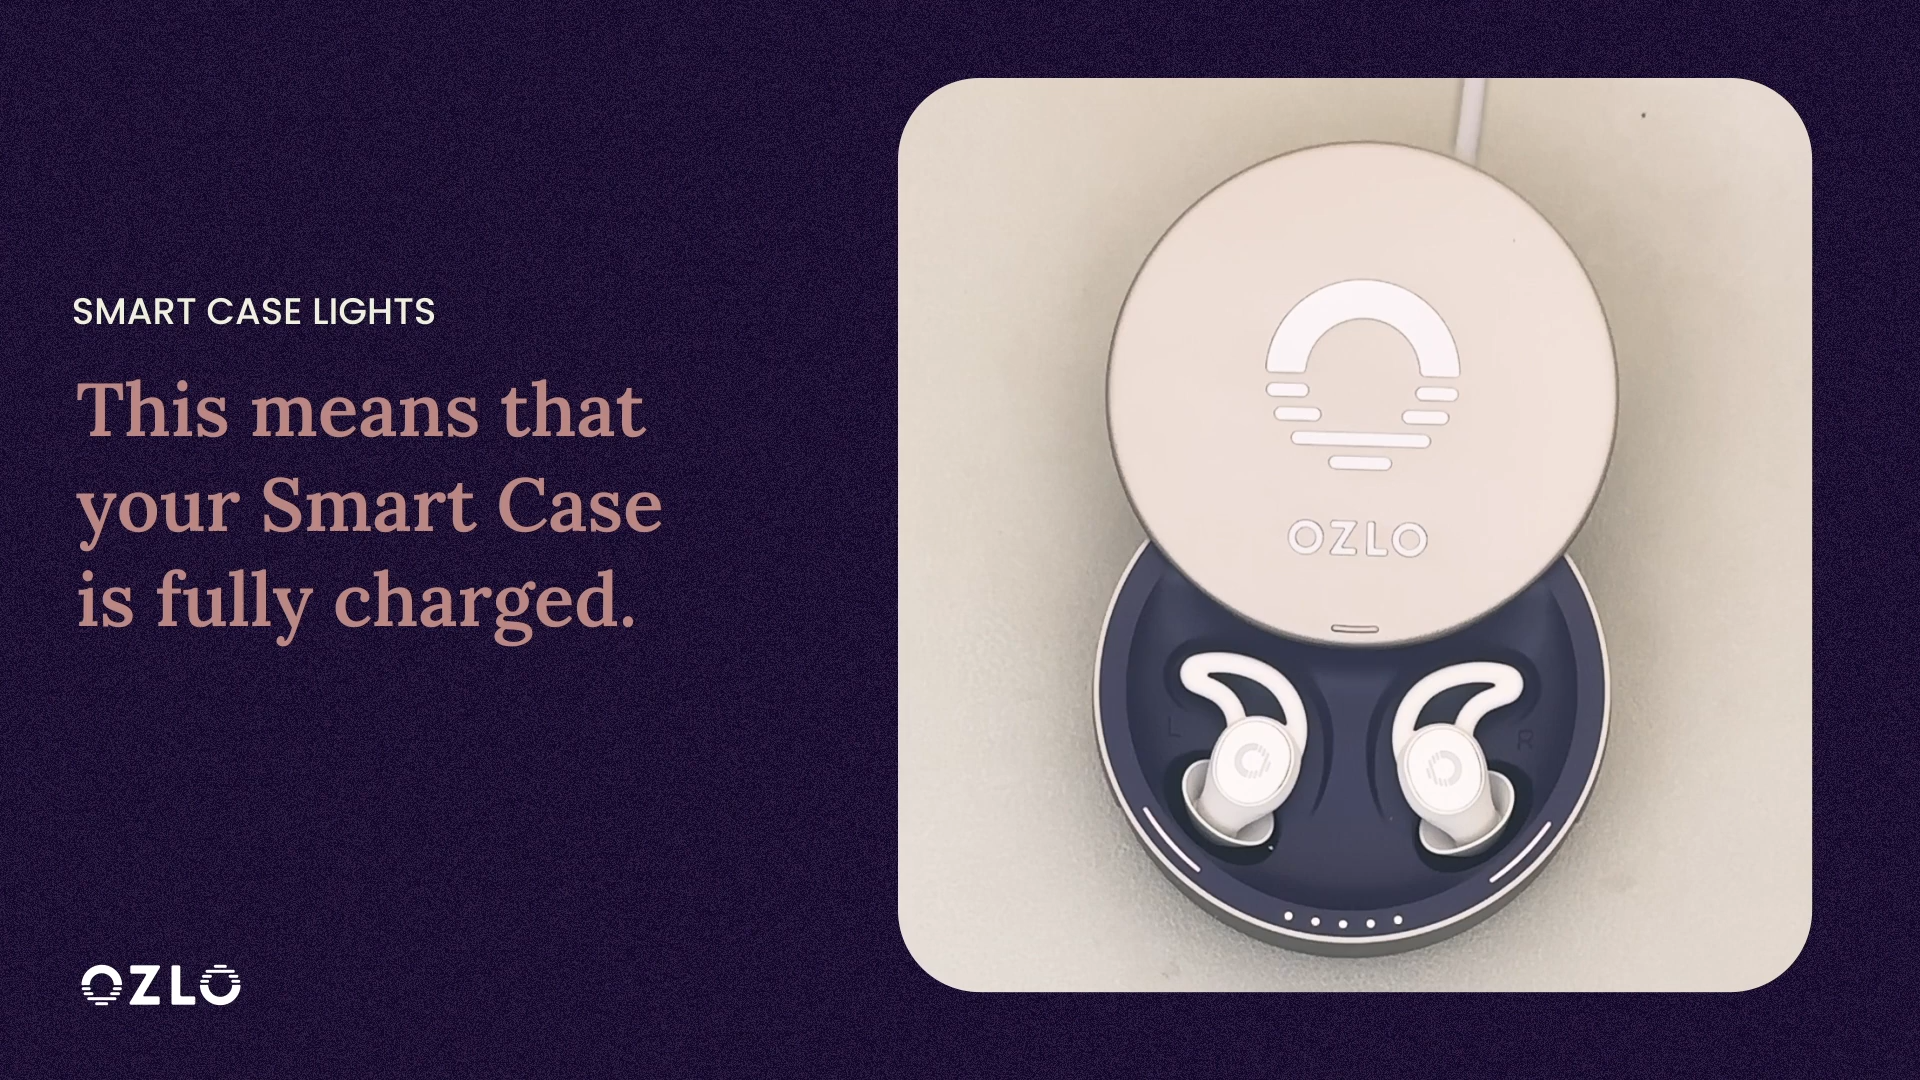 SMART CASE LIGHTS
This means that
your Smart Case
is fully charged.
OZLO
OZLO
L
R